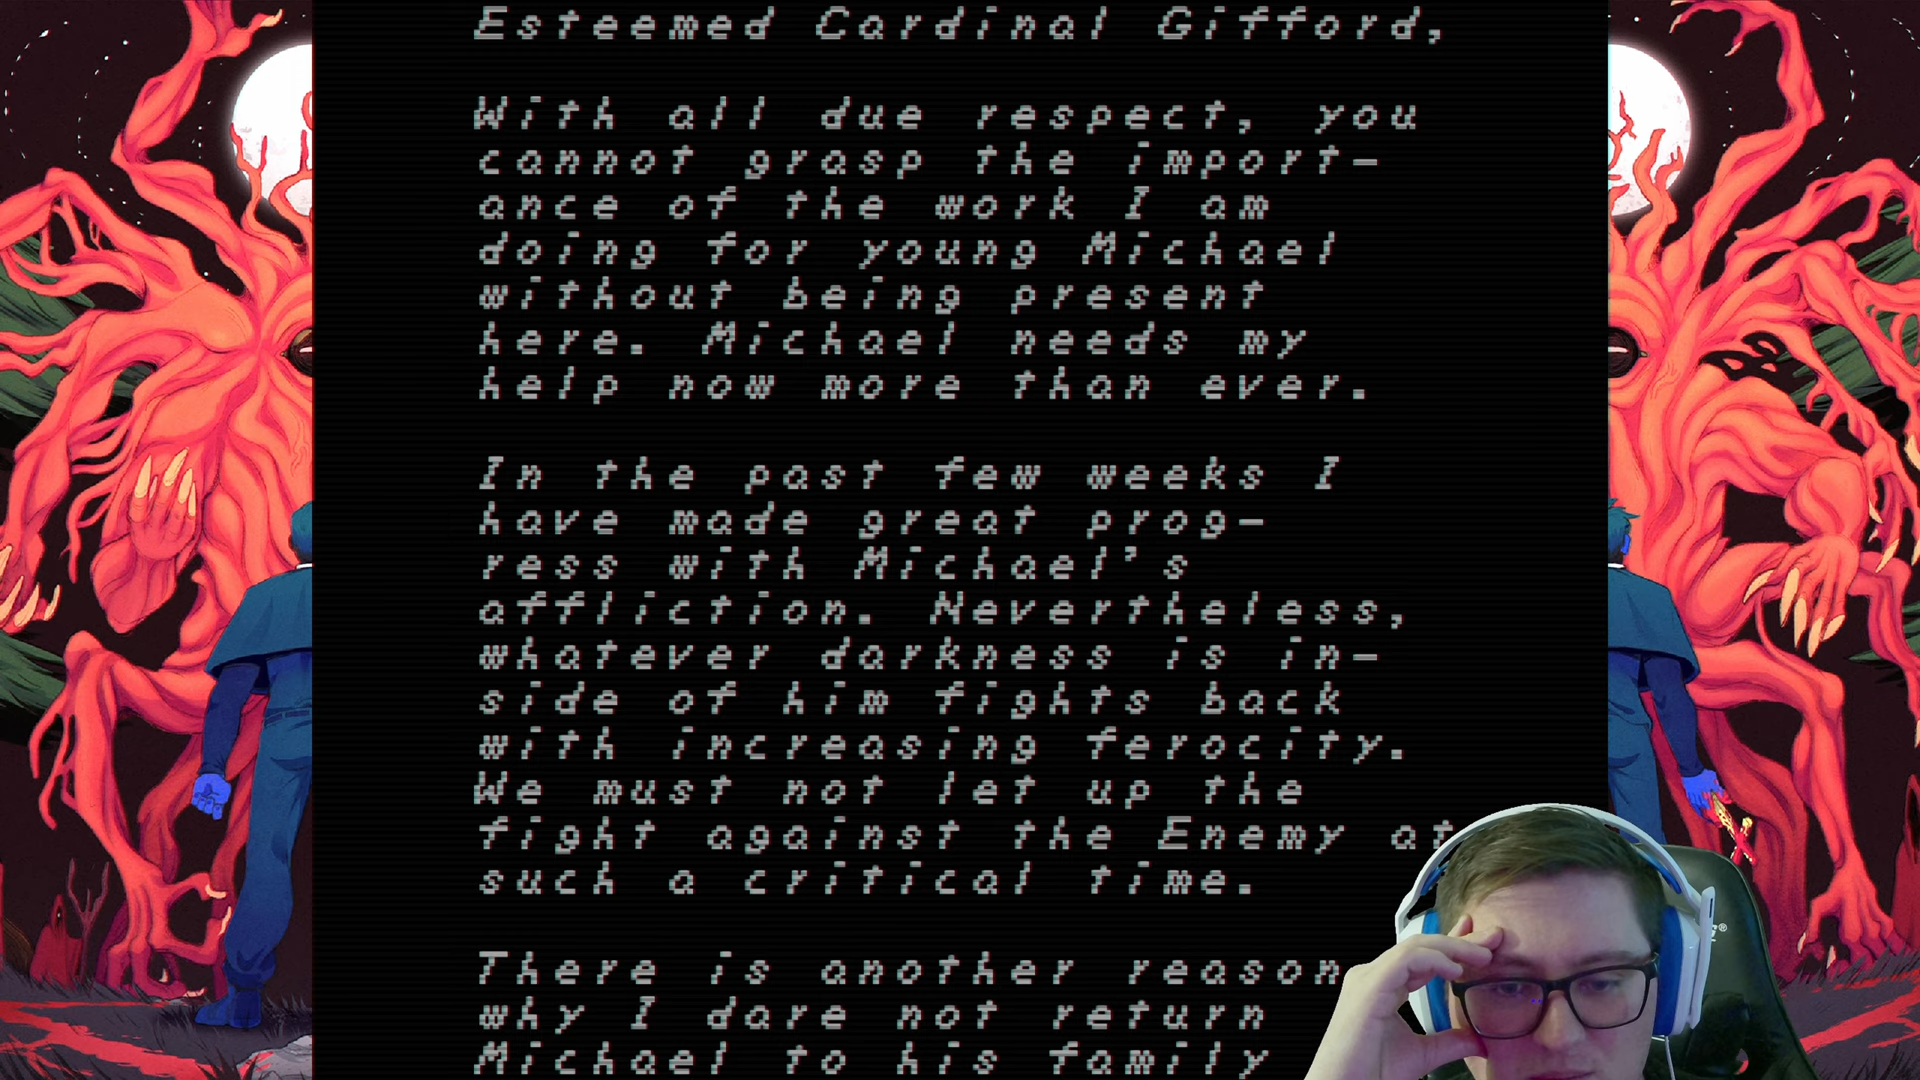 Esteemed Cardinal Gifford,
With all due respect, you
cannot grasp the import-
ance of the work I am
doing for young Michael
without being present
here. Michael needs my
help now more than ever.
In the past few weeks I
have made great prog-
ress with Michael's
affliction. Nevertheless,
whatever darkness is in-
side of him fights back
with increasing ferocity.
We must not let up the
fight against the Enemy at
such a critical time.
There is another reason
why I dare not return
Michael to his family